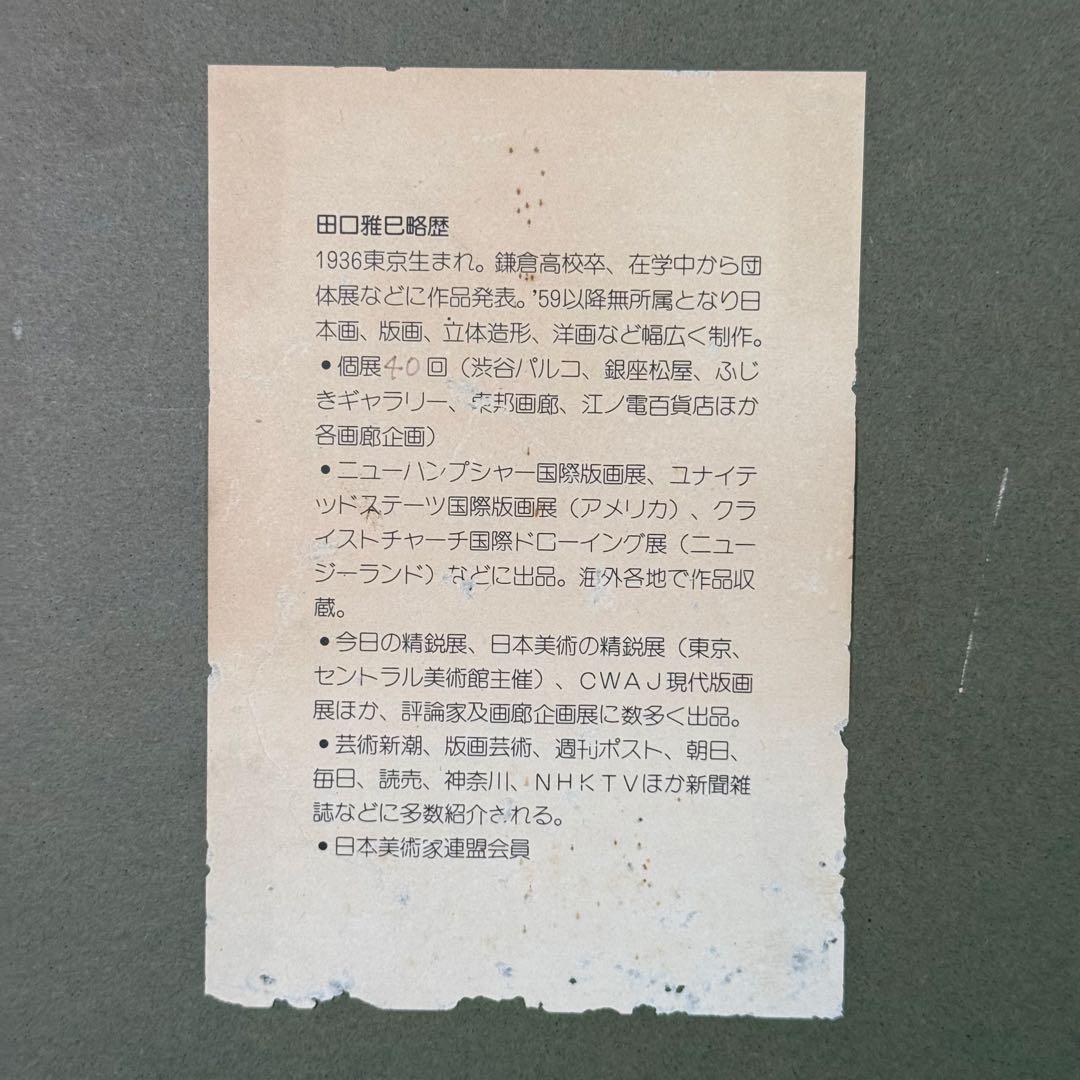 田口雅巳略歴
1936東京生まれ。鎌倉高校卒、在学中から団
体展などに作品発表。'59以降無所属となり日
本画、版画、立体造形、洋画など幅広く制作。
●個展40回（渋谷パルコ、銀座松屋、ふじ
きギャラリー、東邦画廊、江ノ電百貨店ほか
各画廊企画）
●ニューハンプシャー国際版画展、ユナイテ
ッドステーツ国際版画展（アメリカ）、クラ
イストチャーチ国際ドローイング展（ニュー
ジーランド）などに出品。海外各地で作品収
蔵。
●今日の精鋭展、日本美術の精鋭展（東京、
セントラル美術館主催）、CWAJ現代版画
展ほか、評論家及画廊企画展に数多く出品。
●芸術新潮、版画芸術、週刊ポスト、朝日、
毎日、読売、神奈川、NHKTVほか新聞雑
誌などに多数紹介される。
●日本美術家連盟会員